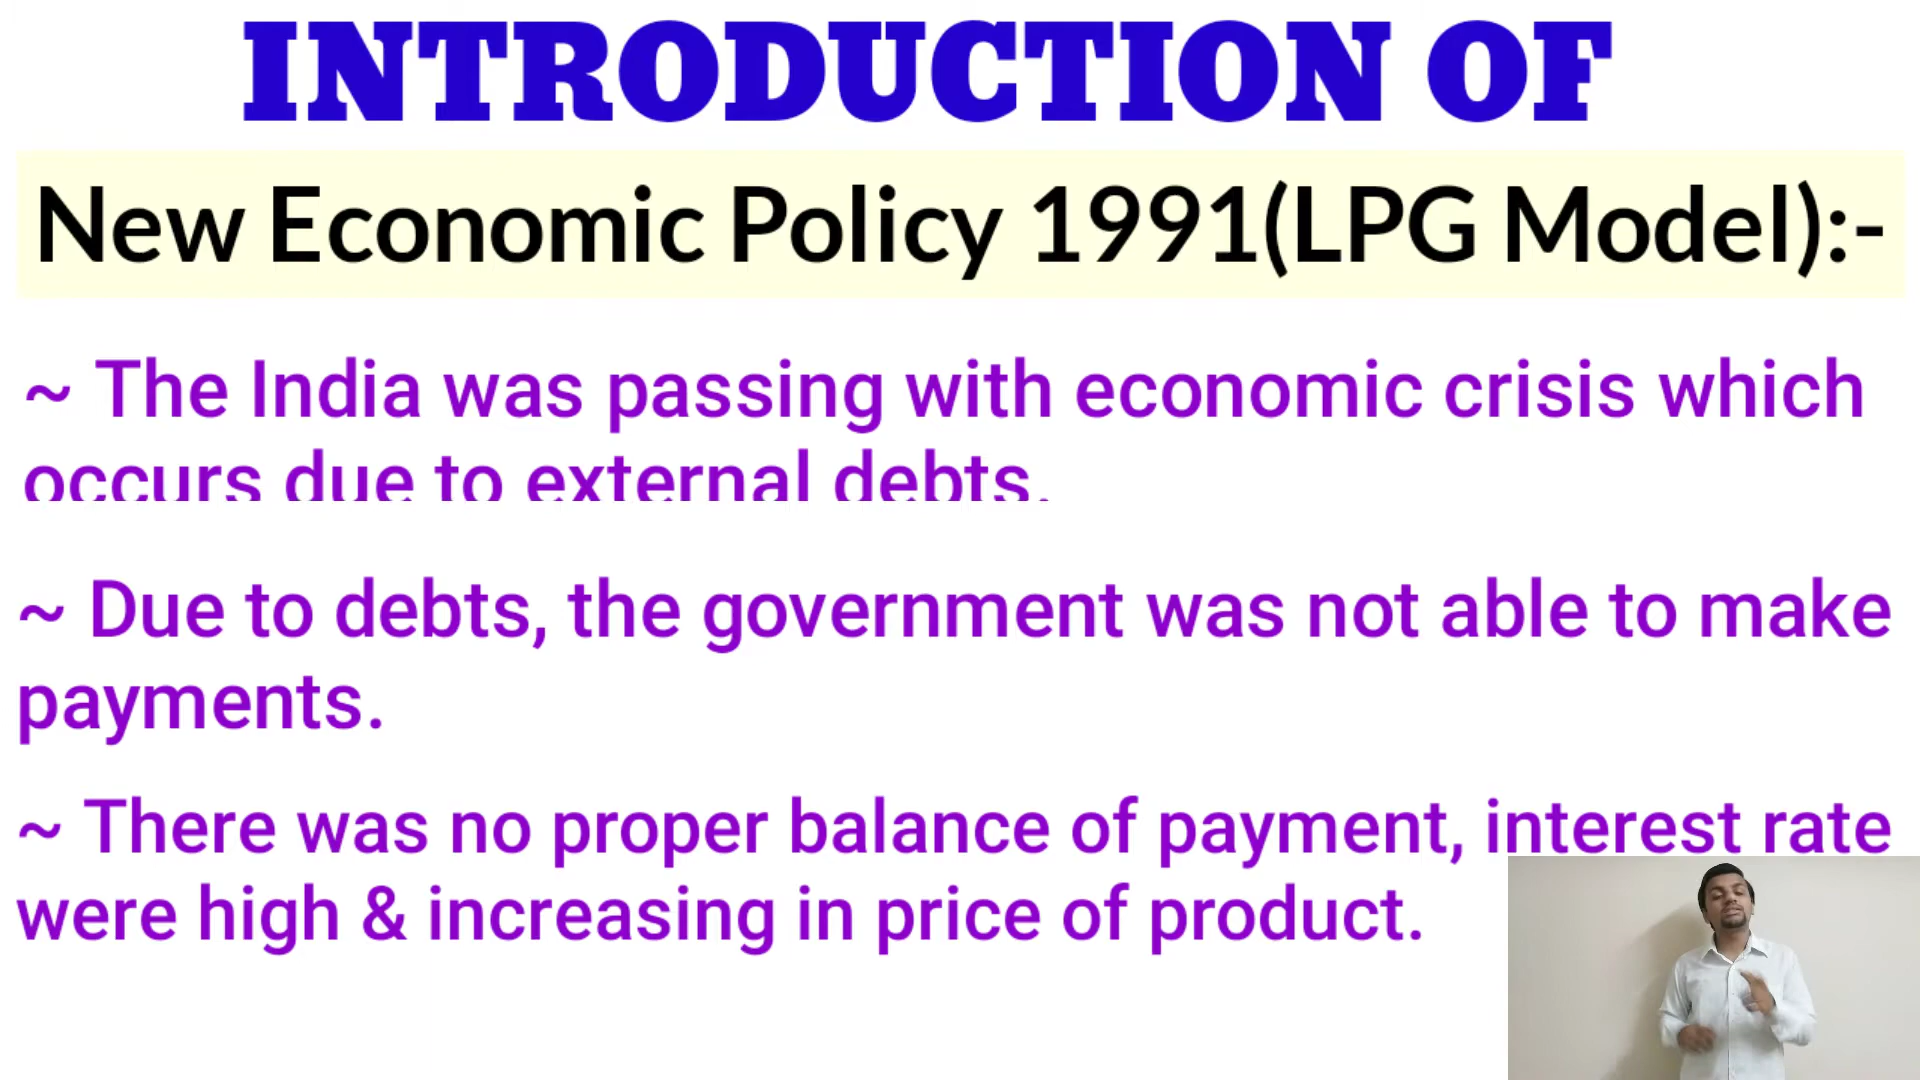 INTRODUCTION OF
New Economic Policy 1991(LPG Model):-
~ The India was passing with economic crisis which
occurs due to external debts.
~ Due to debts, the government was not able to make
payments.
~ There was no proper balance of payment, interest rate
were high & increasing in price of product.